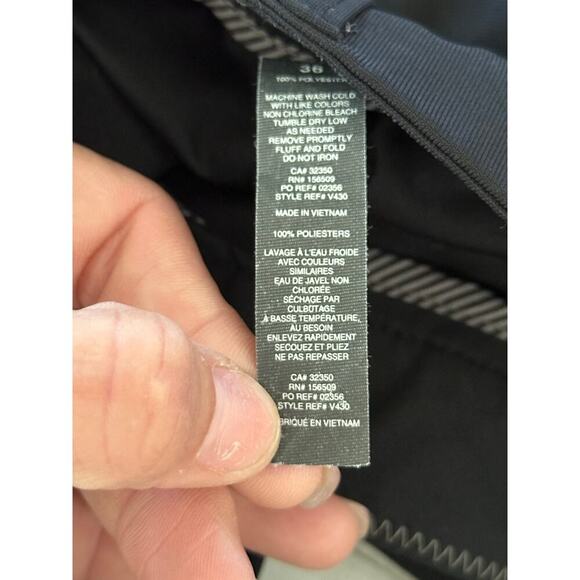 36
100% POLYESTER
MACHINE WASH COLD
WITH LIKE COLORS
NON CHLORINE BLEACH
TUMBLE DRY LOW
AS NEEDED
REMOVE PROMPTLY
FLUFF AND FOLD
DO NOT IRON
CA# 32350
RN# 156509
PO REF# 02356
STYLE REF# V430
MADE IN VIETNAM
100% POLIESTERS
LAVAGE À L'EAU FROIDE
AVEC COULEURS
SIMILAIRES
EAU DE JAVEL NON
CHLORÉE
SÉCHAGE PAR
CULBUTAGE
À BASSE TEMPÉRATURE,
AU BESOIN
ENLEVEZ RAPIDEMENT
SECOUEZ ET PLIEZ
NE PAS REPASSER
CA# 32350
RN# 156509
PO REF# 02356
STYLE REF# V430
BRIQUÉ EN VIETNAM